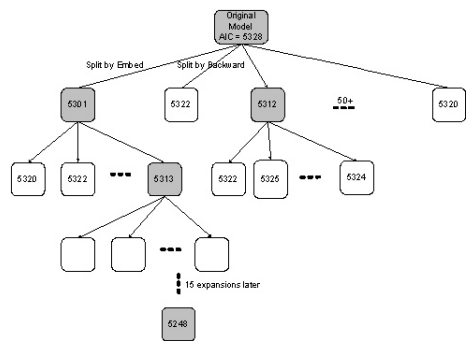 Original
Model
AIC = 5328
Split by Embed
Split by Backward
5301
5322
5312
50+
5320
5320
5322
5313
5322
5325
5324
15 expansions later
5248